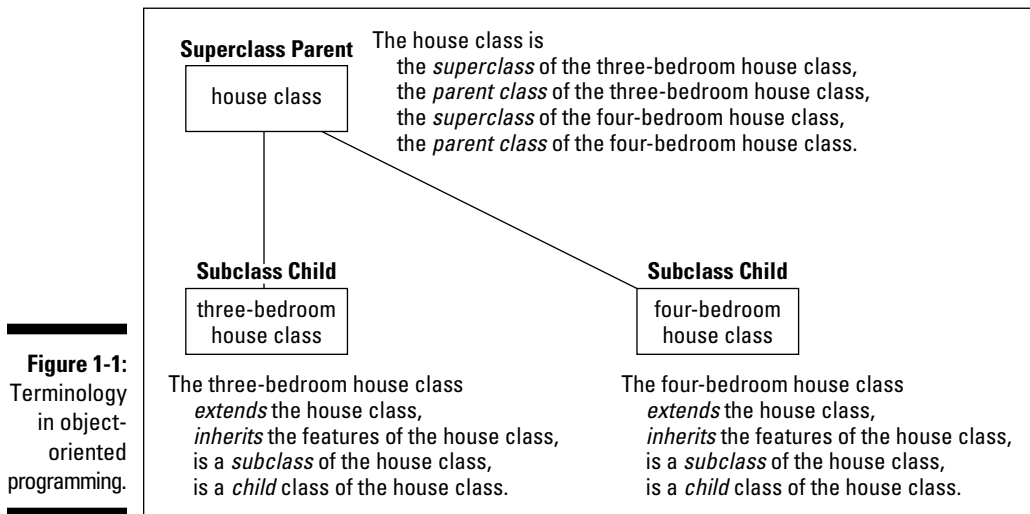 Superclass Parent
house class
The house class is
the superclass of the three-bedroom house class,
the parent class of the three-bedroom house class,
the superclass of the four-bedroom house class,
the parent class of the four-bedroom house class.
Subclass Child
three-bedroom
house class
The three-bedroom house class
extends the house class,
inherits the features of the house class,
is a subclass of the house class,
is a child class of the house class.
Subclass Child
four-bedroom
house class
The four-bedroom house class
extends the house class,
inherits the features of the house class,
is a subclass of the house class,
is a child class of the house class.
Figure 1-1:
Terminology
in object-
oriented
programming.